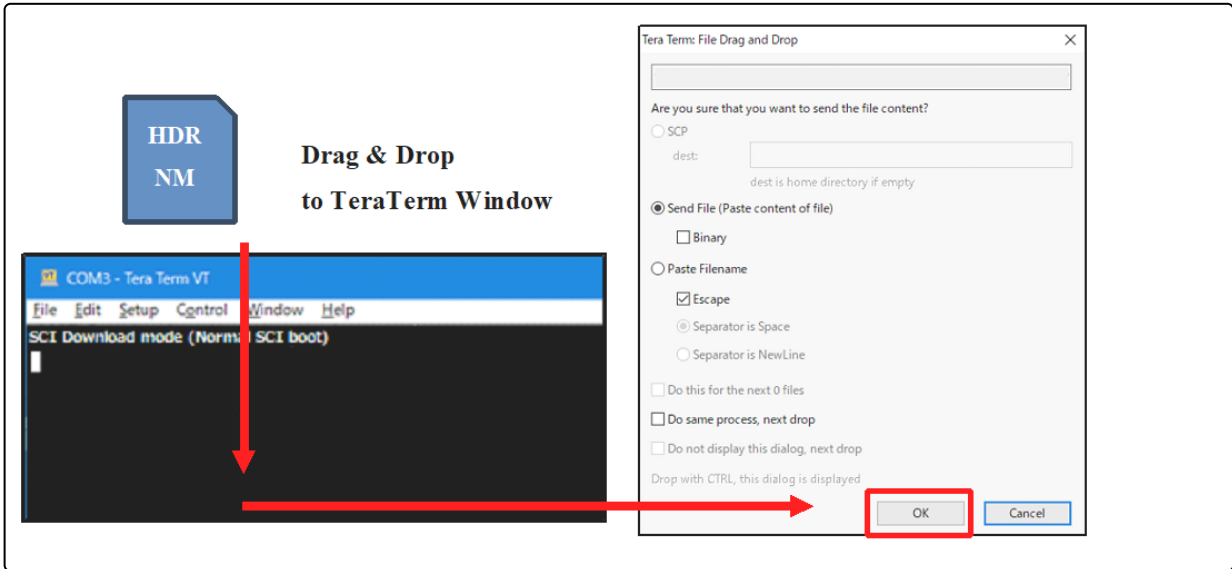 HDR
NM
Drag & Drop
to TeraTerm Window
COM3 - Tera Term VT
File Edit Setup Control Window Help
SCI Download mode (Normal SCI boot)
Tera Term: File Drag and Drop
Are you sure that you want to send the file content?
SCP
dest:
dest is home directory if empty
Send File (Paste content of file)
Binary
Paste Filename
Escape
Separator is Space
Separator is NewLine
Do this for the next 0 files
Do same process, next drop
Do not display this dialog, next drop
Drop with CTRL, this dialog is displayed
OK Cancel